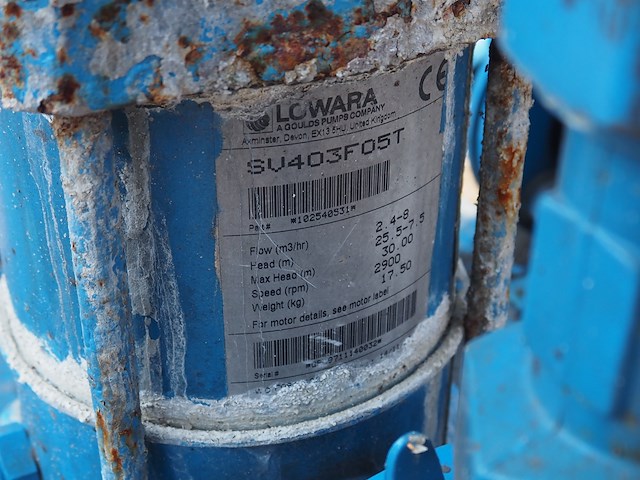 LOWARA CE
A GOULDS PUMPS COMPANY
Axminster, Devon, EX13 5HU, United Kingdom
SV403F05T
Part# *102540531*
Flow (m3/hr) 2.4-8
Head (m) 25.5-7.5
Max Head (m) 30.00
Speed (rpm) 2900
Weight (kg) 17.50
For motor details, see motor label
Serial#